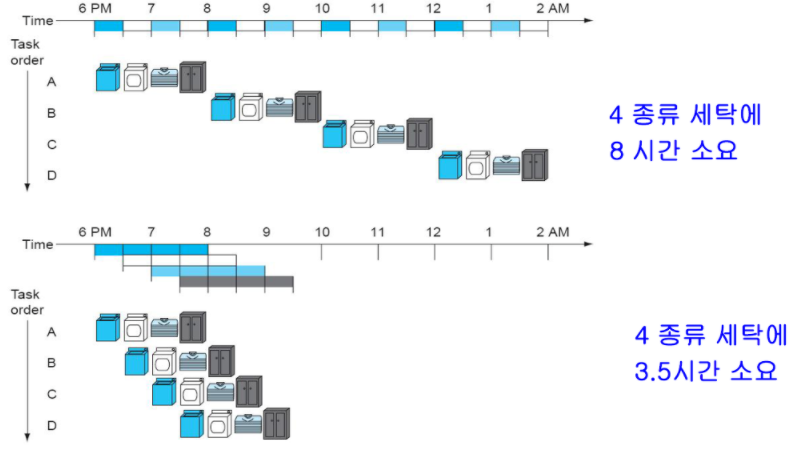 6 PM 7 8 9 10 11 12 1 2 AM
Time
Task
order
A
B
C
D
4 종류 세탁에
8 시간 소요
6 PM 7 8 9 10 11 12 1 2 AM
Time
Task
order
A
B
C
D
4 종류 세탁에
3.5시간 소요